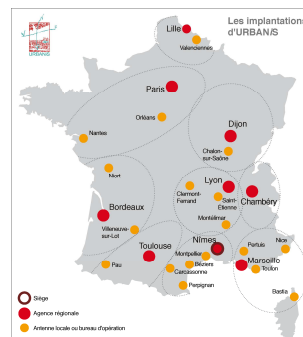 Les implantations
d'URBANIS
URBANIS
Lille
Valenciennes
Paris
Orléans
Nantes
Dijon
Chalon-
sur-Saône
Niort
Clermont-
Ferrand
Lyon
Saint-
Etienne
Chambéry
Bordeaux
Villeneuve-
sur-Lot
Montélimar
Toulouse
Nîmes
Montpellier
Pertuis
Nice
Pau
Béziers
Carcassonne
Marseille
Toulon
Perpignan
Bastia
Siège
Agence régionale
Antenne locale ou bureau d'opération